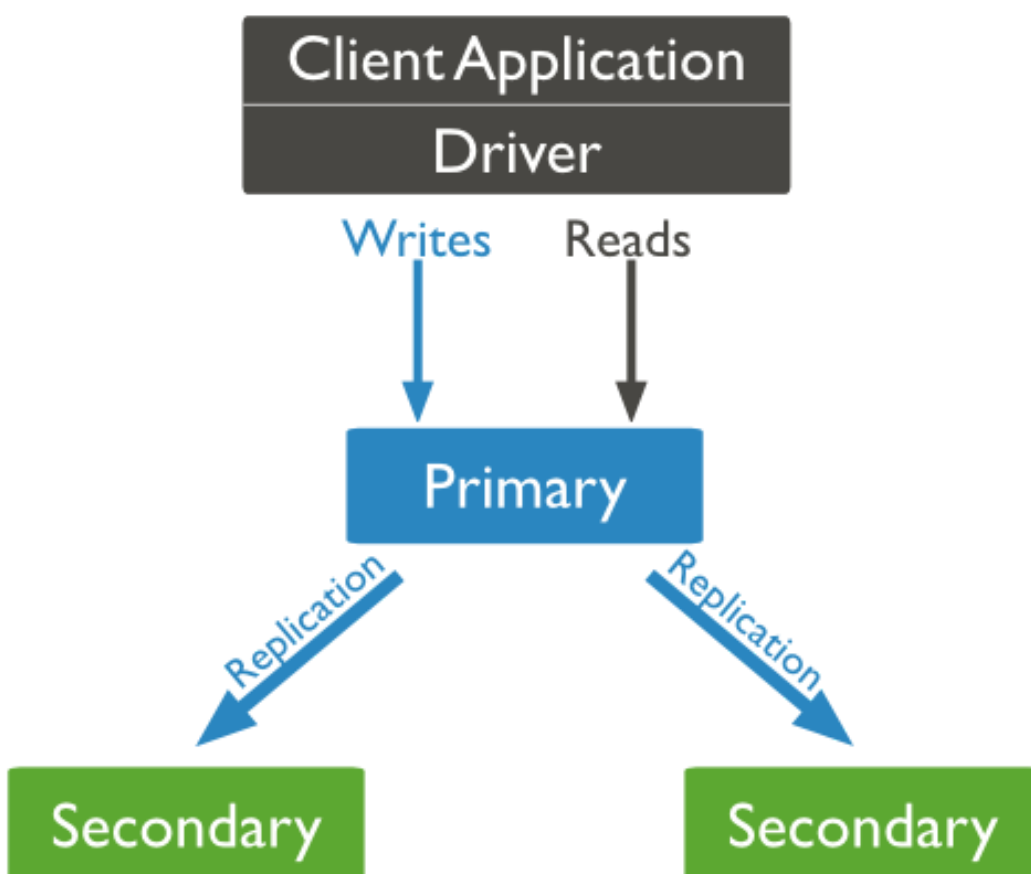 Client Application
Driver
Writes
Reads
Primary
Replication
Replication
Secondary
Secondary